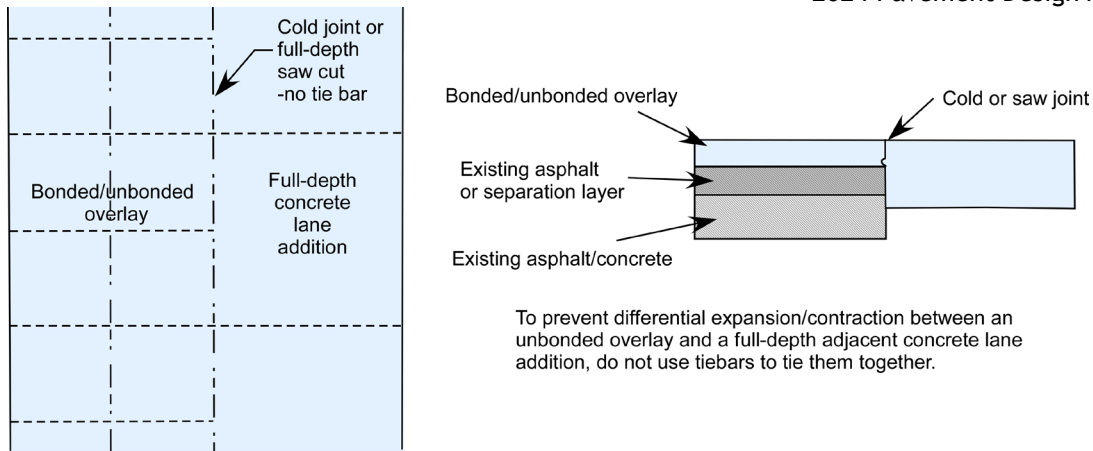 Cold joint or
full-depth
saw cut
-no tie bar
Bonded/unbonded
overlay
Full-depth
concrete
lane
addition
Bonded/unbonded overlay
Cold or saw joint
Existing asphalt
or separation layer
Existing asphalt/concrete
To prevent differential expansion/contraction between an
unbonded overlay and a full-depth adjacent concrete lane
addition, do not use tiebars to tie them together.